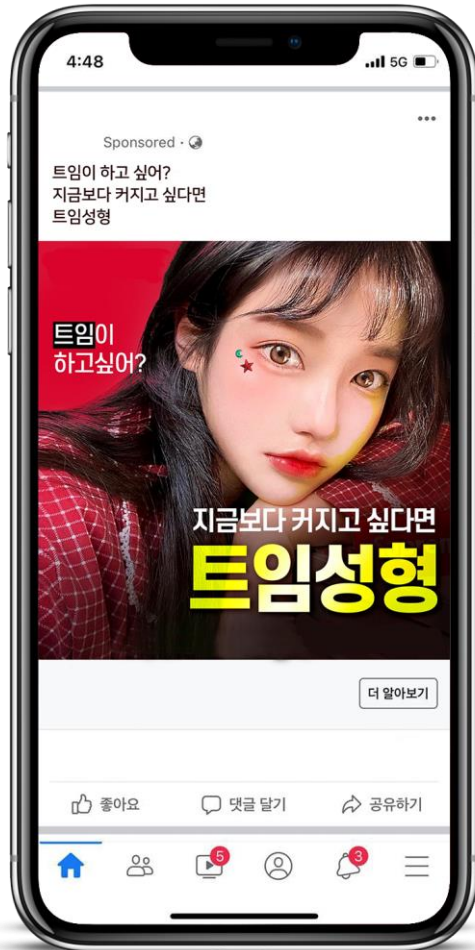 4:48
5G
Sponsored
트임이 하고 싶어?
지금보다 커지고 싶다면
트임성형
트임이
하고싶어?
지금보다 커지고 싶다면
트임성형
더 알아보기
좋아요 댓글 달기 공유하기
5 3